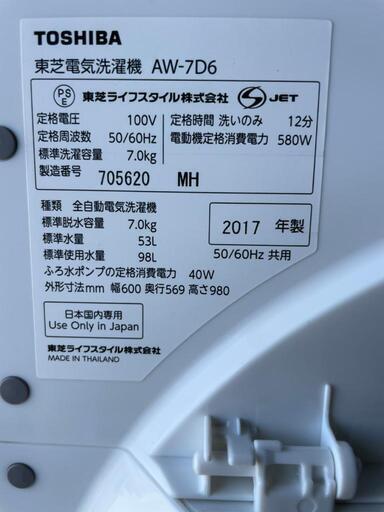 TOSHIBA
東芝電気洗濯機 AW-7D6
PS E 東芝ライフスタイル株式会社 S JET
定格電圧 100V 定格時間 洗いのみ 12分
定格周波数 50/60Hz 電動機定格消費電力 580W
標準洗濯容量 7.0kg
製造番号 705620 MH
種類 全自動電気洗濯機
標準脱水容量 7.0kg 2017 年製
標準水量 53L
標準使用水量 98L 50/60Hz 共用
ふろ水ポンプの定格消費電力 40W
外形寸法mm 幅600 奥行569 高さ980
日本国内専用
Use Only in Japan
東芝ライフスタイル株式会社
MADE IN THAILAND